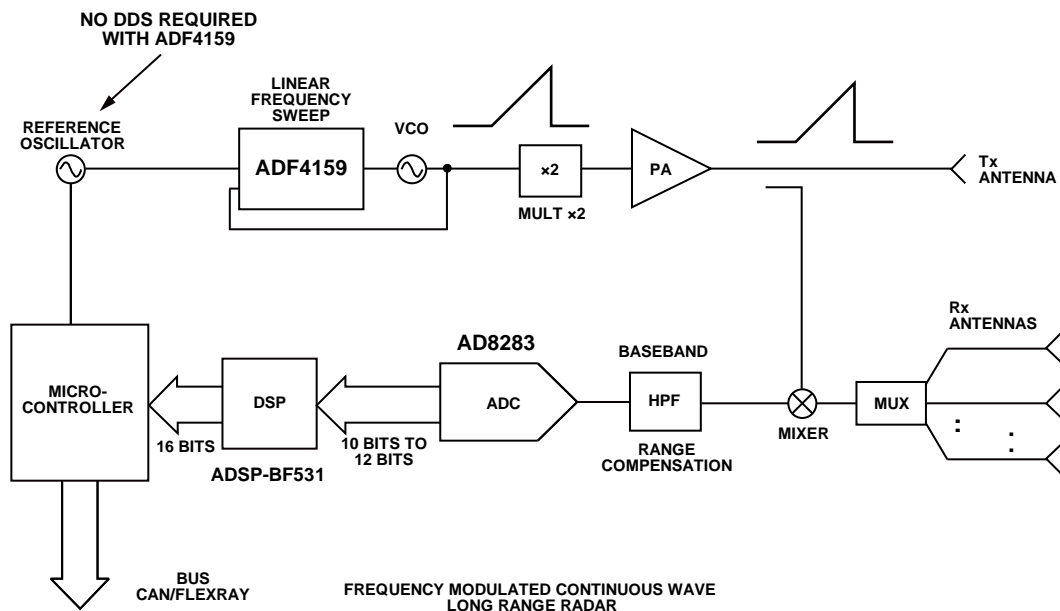 NO DDS REQUIRED
WITH ADF4159
REFERENCE
OSCILLATOR
LINEAR
FREQUENCY
SWEEP
ADF4159
VCO
×2
MULT ×2
PA
Tx
ANTENNA
Rx
ANTENNAS
MICRO-
CONTROLLER
16 BITS
DSP
ADSP-BF531
10 BITS TO
12 BITS
AD8283
ADC
BASEBAND
HPF
RANGE
COMPENSATION
MIXER
MUX
BUS
CAN/FLEXRAY
FREQUENCY MODULATED CONTINUOUS WAVE
LONG RANGE RADAR